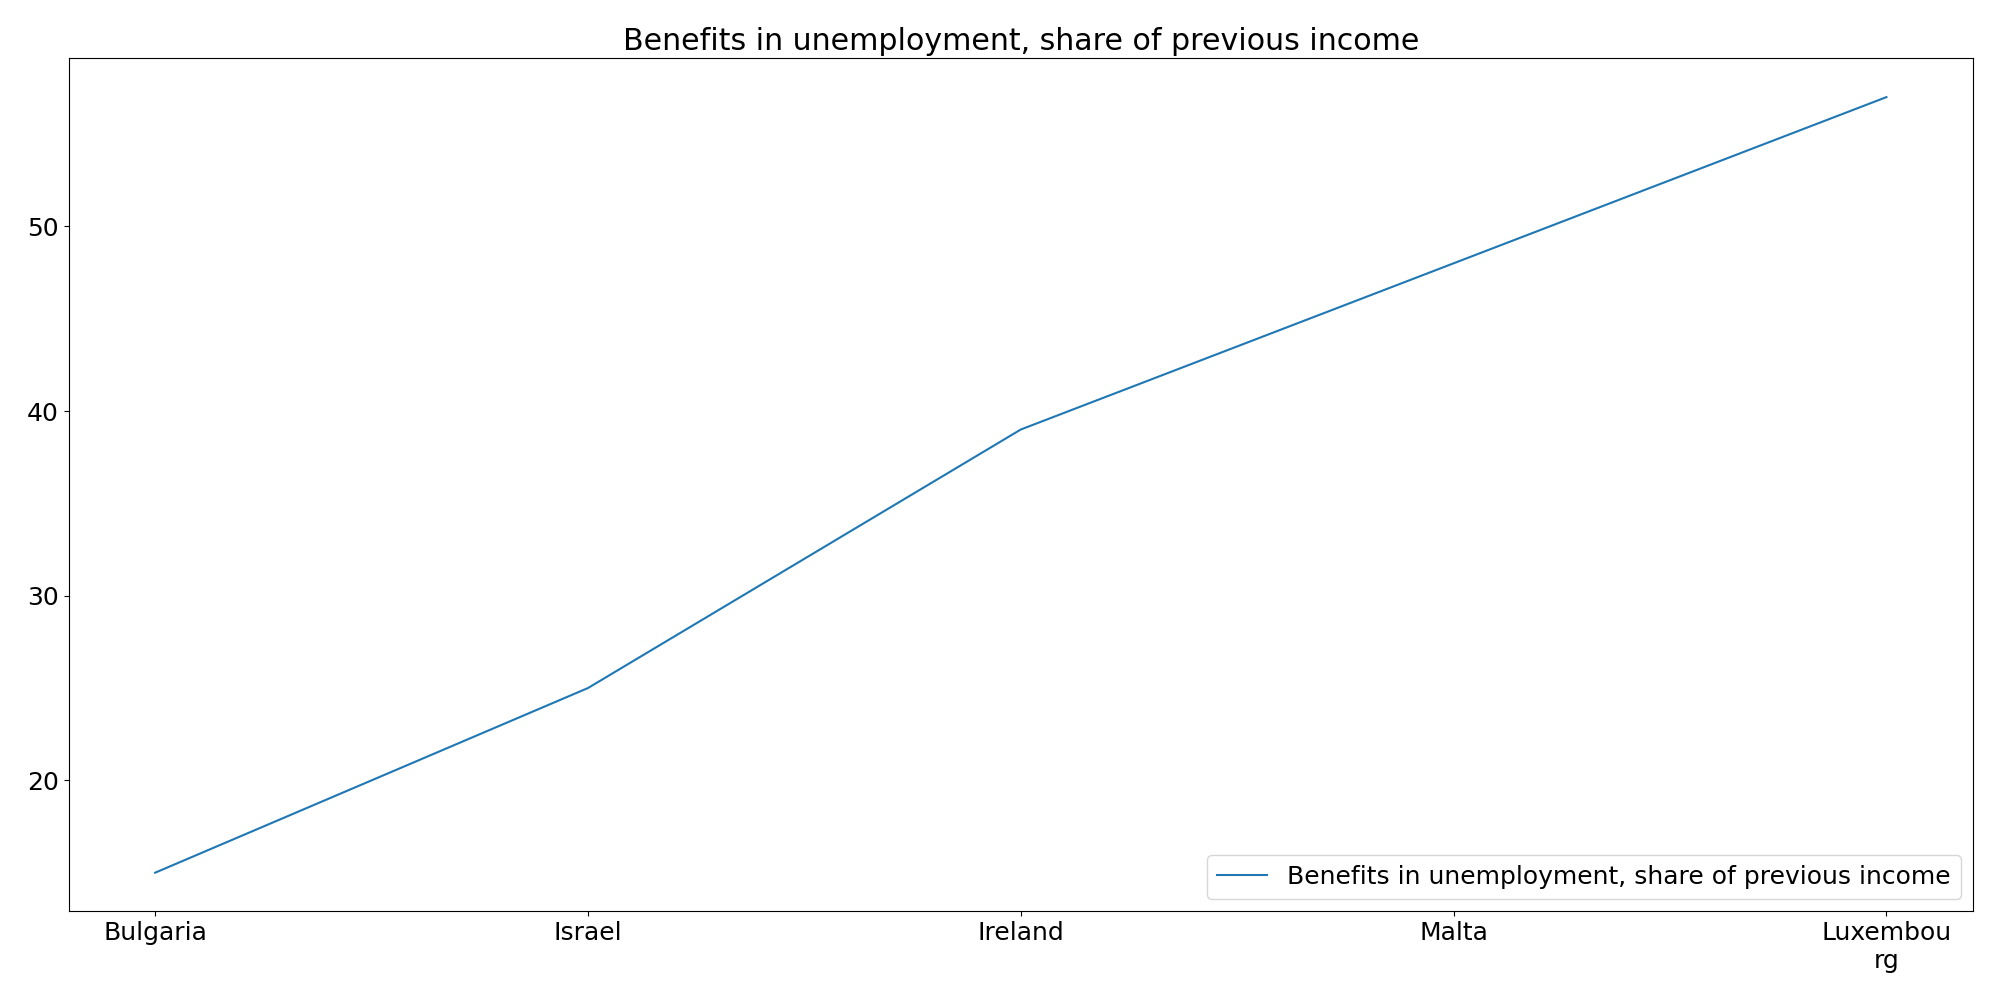 Benefits in unemployment, share of previous income
50
40
30
20
Benefits in unemployment, share of previous income
Bulgaria Israel Ireland Malta Luxembou
rg